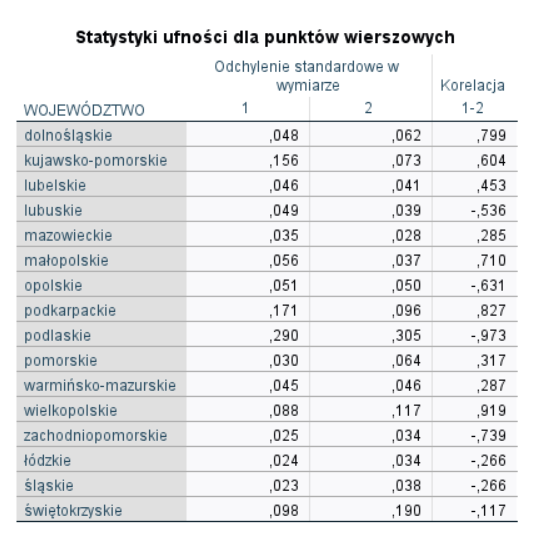 Statystyki ufności dla punktów wierszowych
Odchylenie standardowe w
wymiarze
Korelacja
WOJEWÓDZTWO 1 2 1-2
dolnośląskie ,048 ,062 ,799
kujawsko-pomorskie ,156 ,073 ,604
lubelskie ,046 ,041 ,453
lubuskie ,049 ,039 -,536
mazowieckie ,035 ,028 ,285
małopolskie ,056 ,037 ,710
opolskie ,051 ,050 -,631
podkarpackie ,171 ,096 ,827
podlaskie ,290 ,305 -,973
pomorskie ,030 ,064 ,317
warmińsko-mazurskie ,045 ,046 ,287
wielkopolskie ,088 ,117 ,919
zachodniopomorskie ,025 ,034 -,739
łódzkie ,024 ,034 -,266
śląskie ,023 ,038 -,266
świętokrzyskie ,098 ,190 -,117